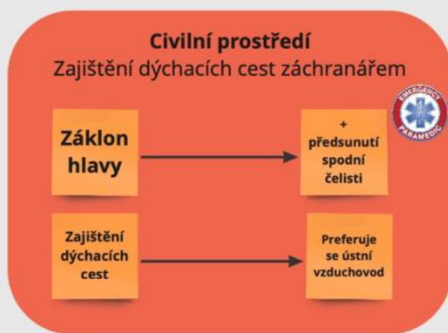 Civilní prostředí
Zajištění dýchacích cest záchranářem
Záklon
hlavy
+
předsunutí
spodní
čelisti
EMERGENCY
PARAMEDIC
Zajištění
dýchacích
cest
Preferuje
se ústní
vzduchovod